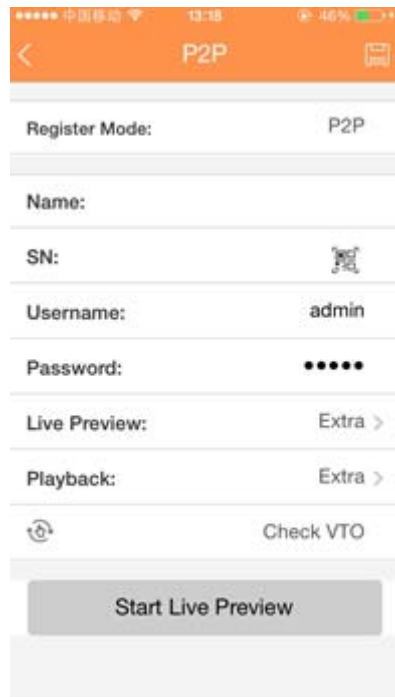 中国移动 13:18 46%
P2P
Register Mode: P2P
Name:
SN:
Username: admin
Password: •••••
Live Preview: Extra >
Playback: Extra >
Check VTO
Start Live Preview